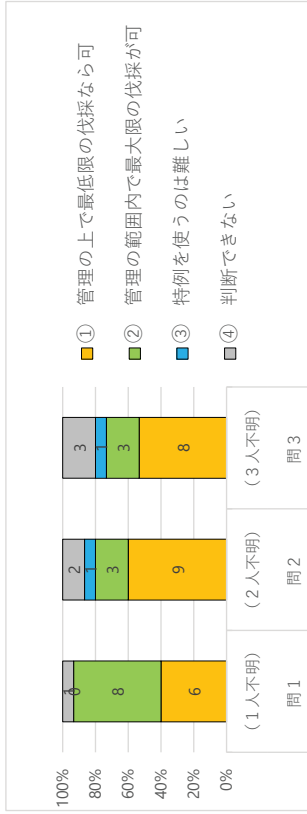 100%
80%
60%
40%
20%
0%
6
8
0
1
9
3
1
2
8
3
1
3
（1人不明）
（2人不明）
（3人不明）
問1
問2
問3
① 管理の上で最低限の伐採なら可
② 管理の範囲内で最大限の伐採が可
③ 特例を使うのは難しい
④ 判断できない